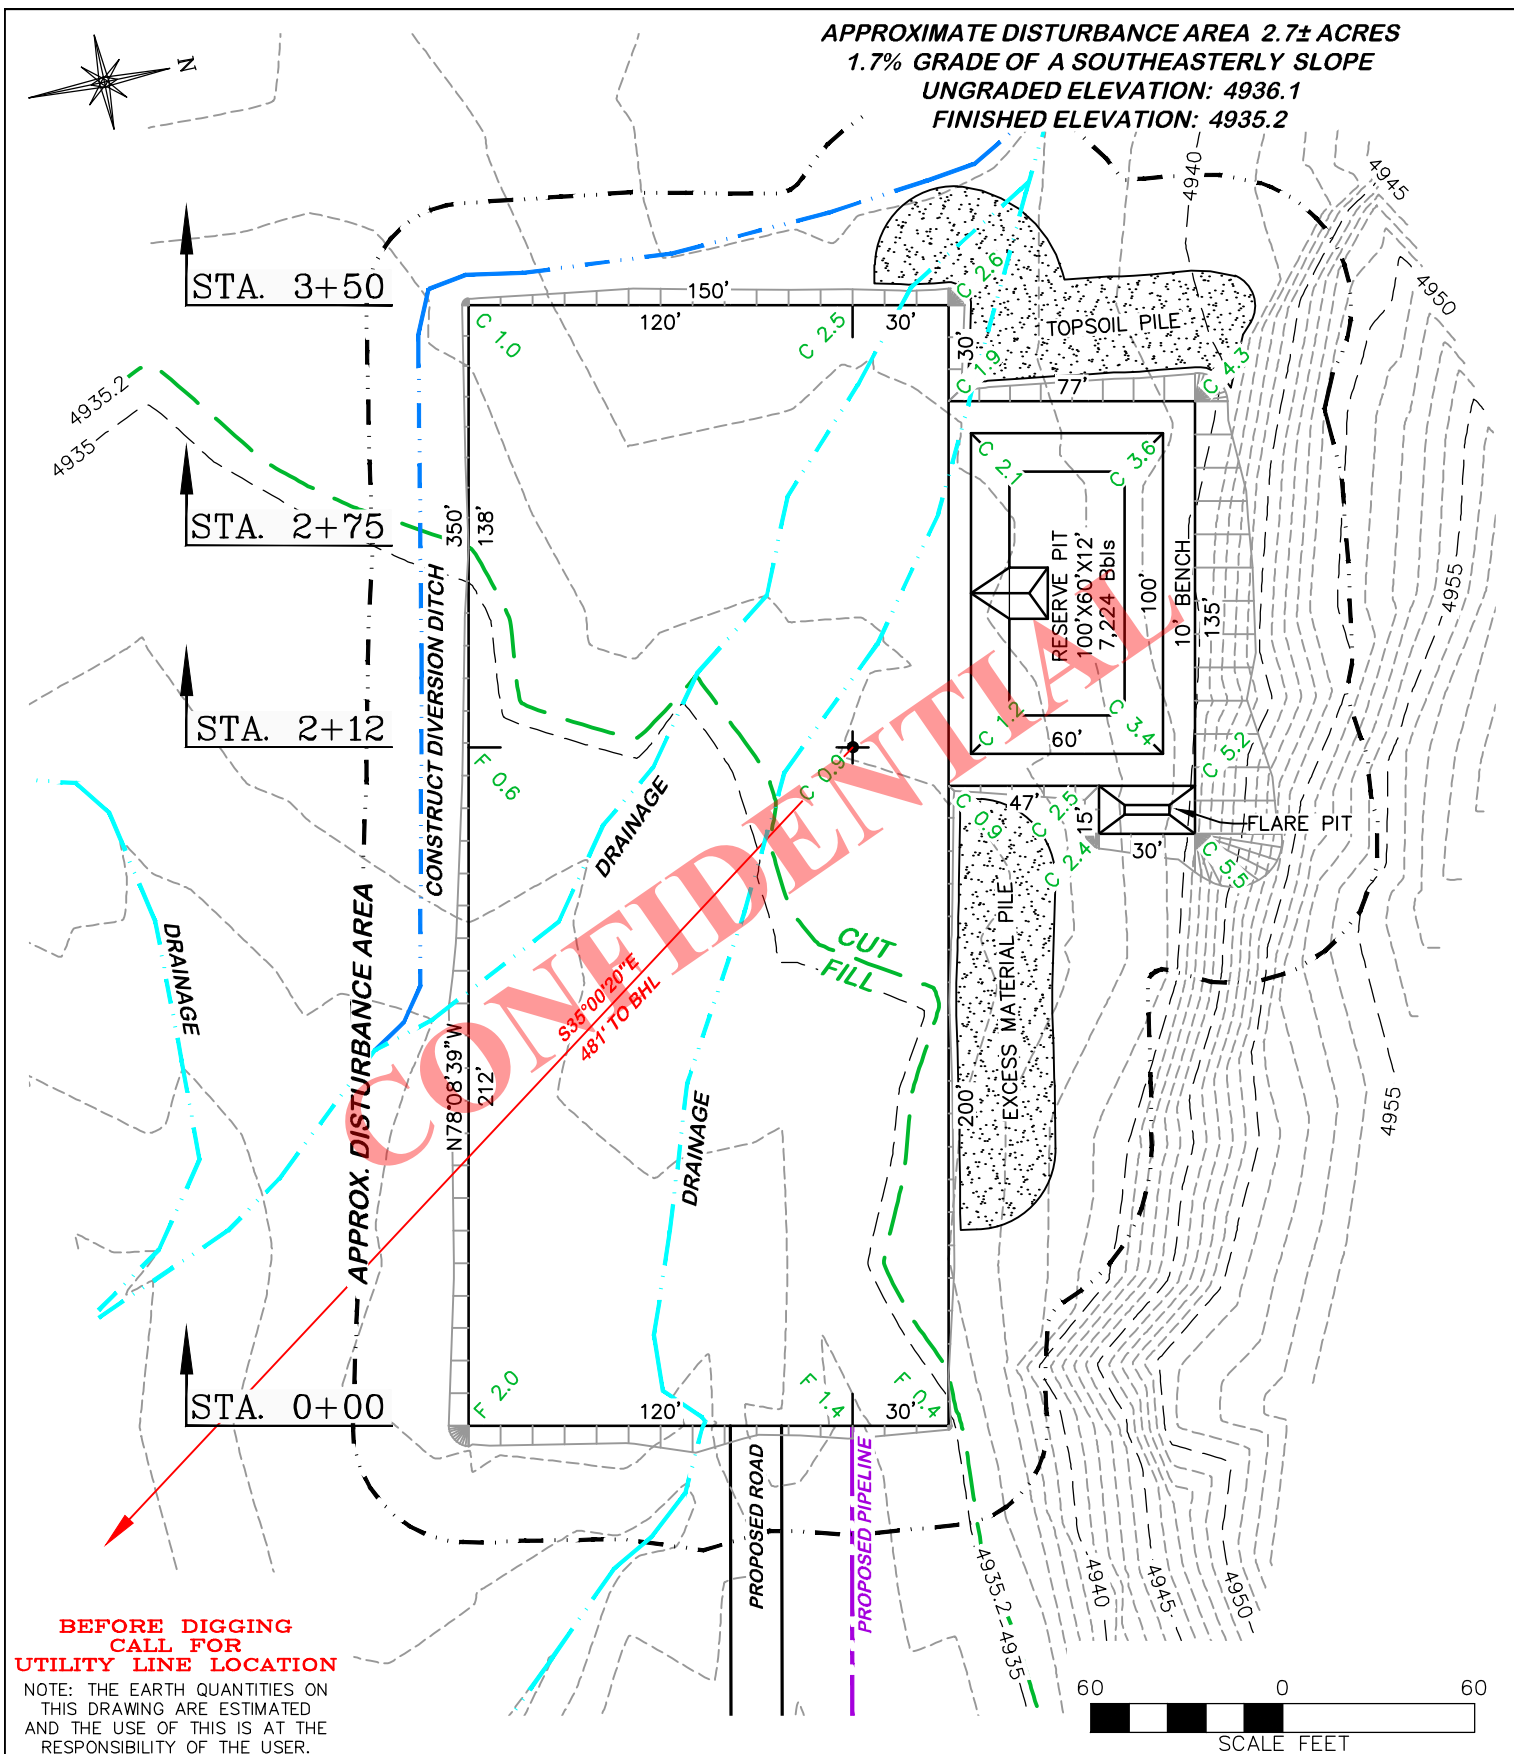 APPROXIMATE DISTURBANCE AREA 2.7± ACRES
1.7% GRADE OF A SOUTHEASTERLY SLOPE
UNGRADED ELEVATION: 4936.1
FINISHED ELEVATION: 4935.2
N
4940
4945
4950
STA. 3+50
150'
120'
30'
C 1.0
C 2.5
C 2.6
30'
C 1.9
TOPSOIL PILE
77'
C 4.3
4935.2
4935
STA. 2+75
350'
138'
C 2.1
C 3.6
RESERVE PIT
100'X60'X12'
7,224 Bbls
100'
10' BENCH
135'
4955
CONSTRUCT DIVERSION DITCH
STA. 2+12
F 0.6
C 0.9
C 1.2
C 3.4
60'
C 5.2
DRAINAGE
C 0.9
47'
C 2.5
15'
C 2.4
30'
FLARE PIT
C 5.5
CONFIDENTIAL
DRAINAGE
APPROX. DISTURBANCE AREA
CUT
FILL
S35°00'20"E
481' TO BHL
N78°08'39"W
212'
DRAINAGE
200'
EXCESS MATERIAL PILE
4955
STA. 0+00
F 2.0
120'
F 1.4
30'
F 0.4
PROPOSED ROAD
PROPOSED PIPELINE
4935.2
4935
4940
4945
4950
BEFORE DIGGING
CALL FOR
UTILITY LINE LOCATION
NOTE: THE EARTH QUANTITIES ON
THIS DRAWING ARE ESTIMATED
AND THE USE OF THIS IS AT THE
RESPONSIBILITY OF THE USER.
60 0 60
SCALE FEET